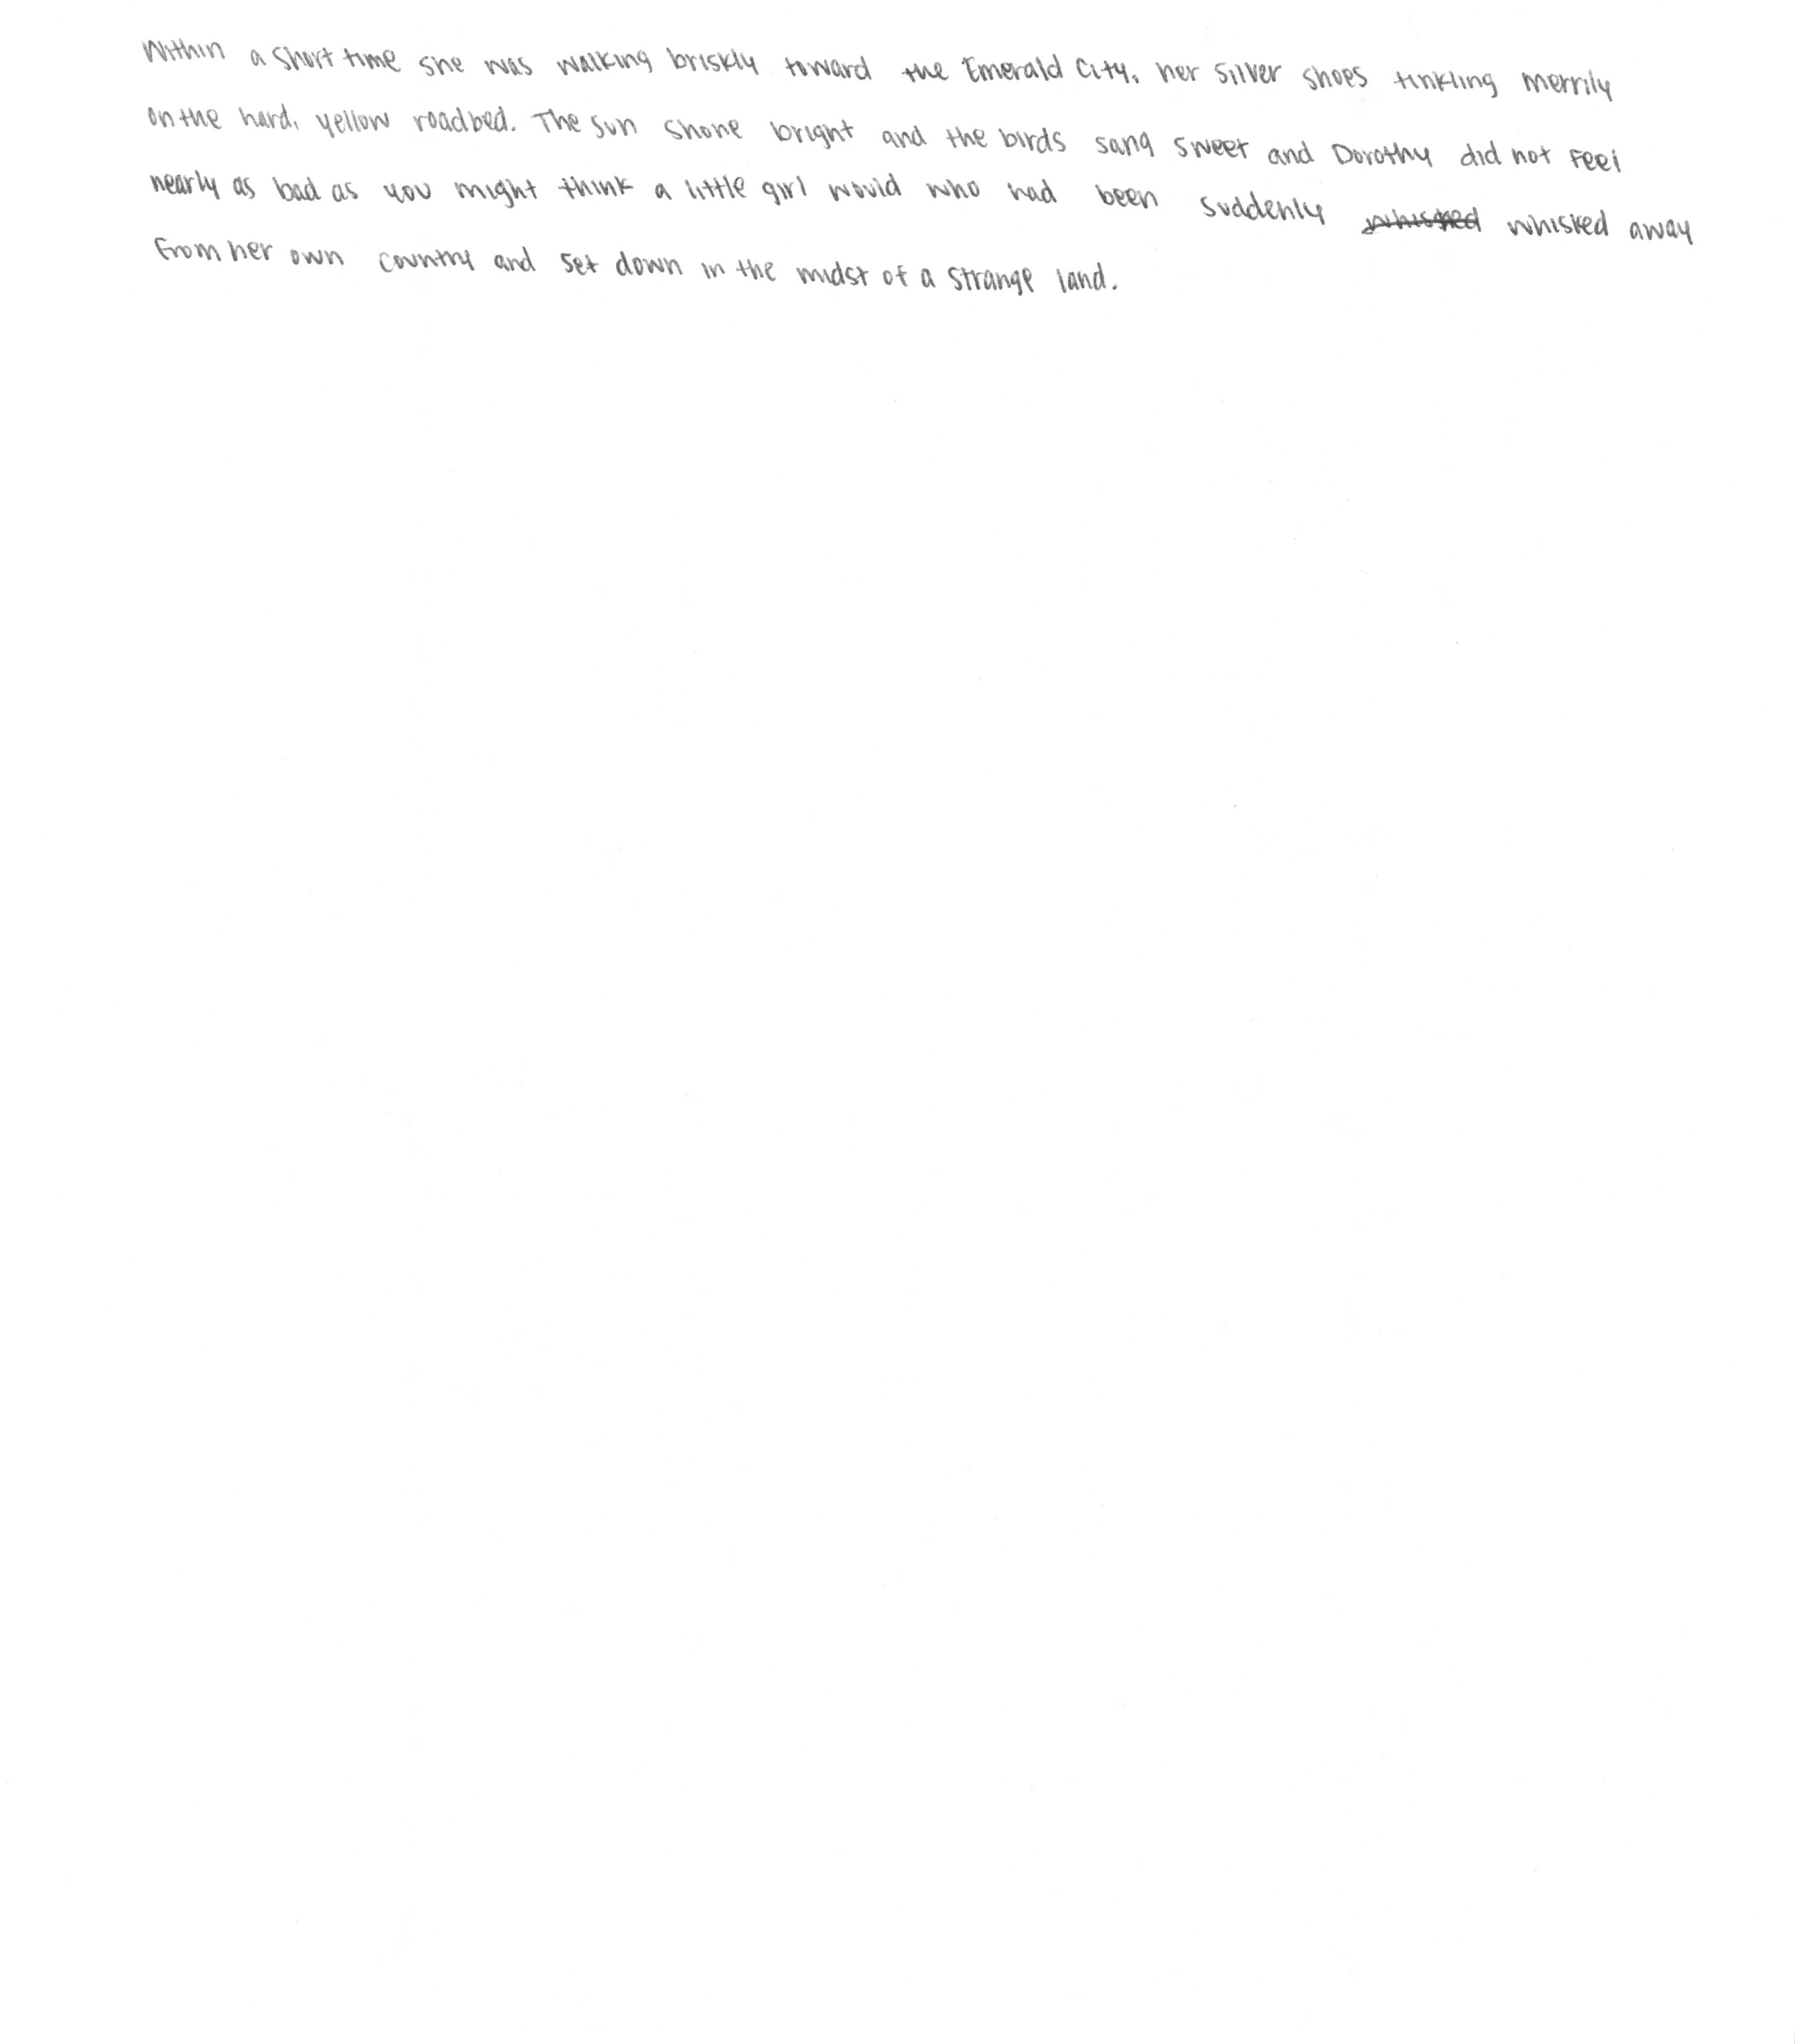 Within a short time she was walking briskly toward the Emerald City, her Silver Shoes tinkling merrily
on the hard, yellow roadbed. The sun shone bright and the birds sang sweet and Dorothy did not feel
nearly as bad as you might think a little girl would who had been suddenly whisked away
from her own country and set down in the midst of a strange land.